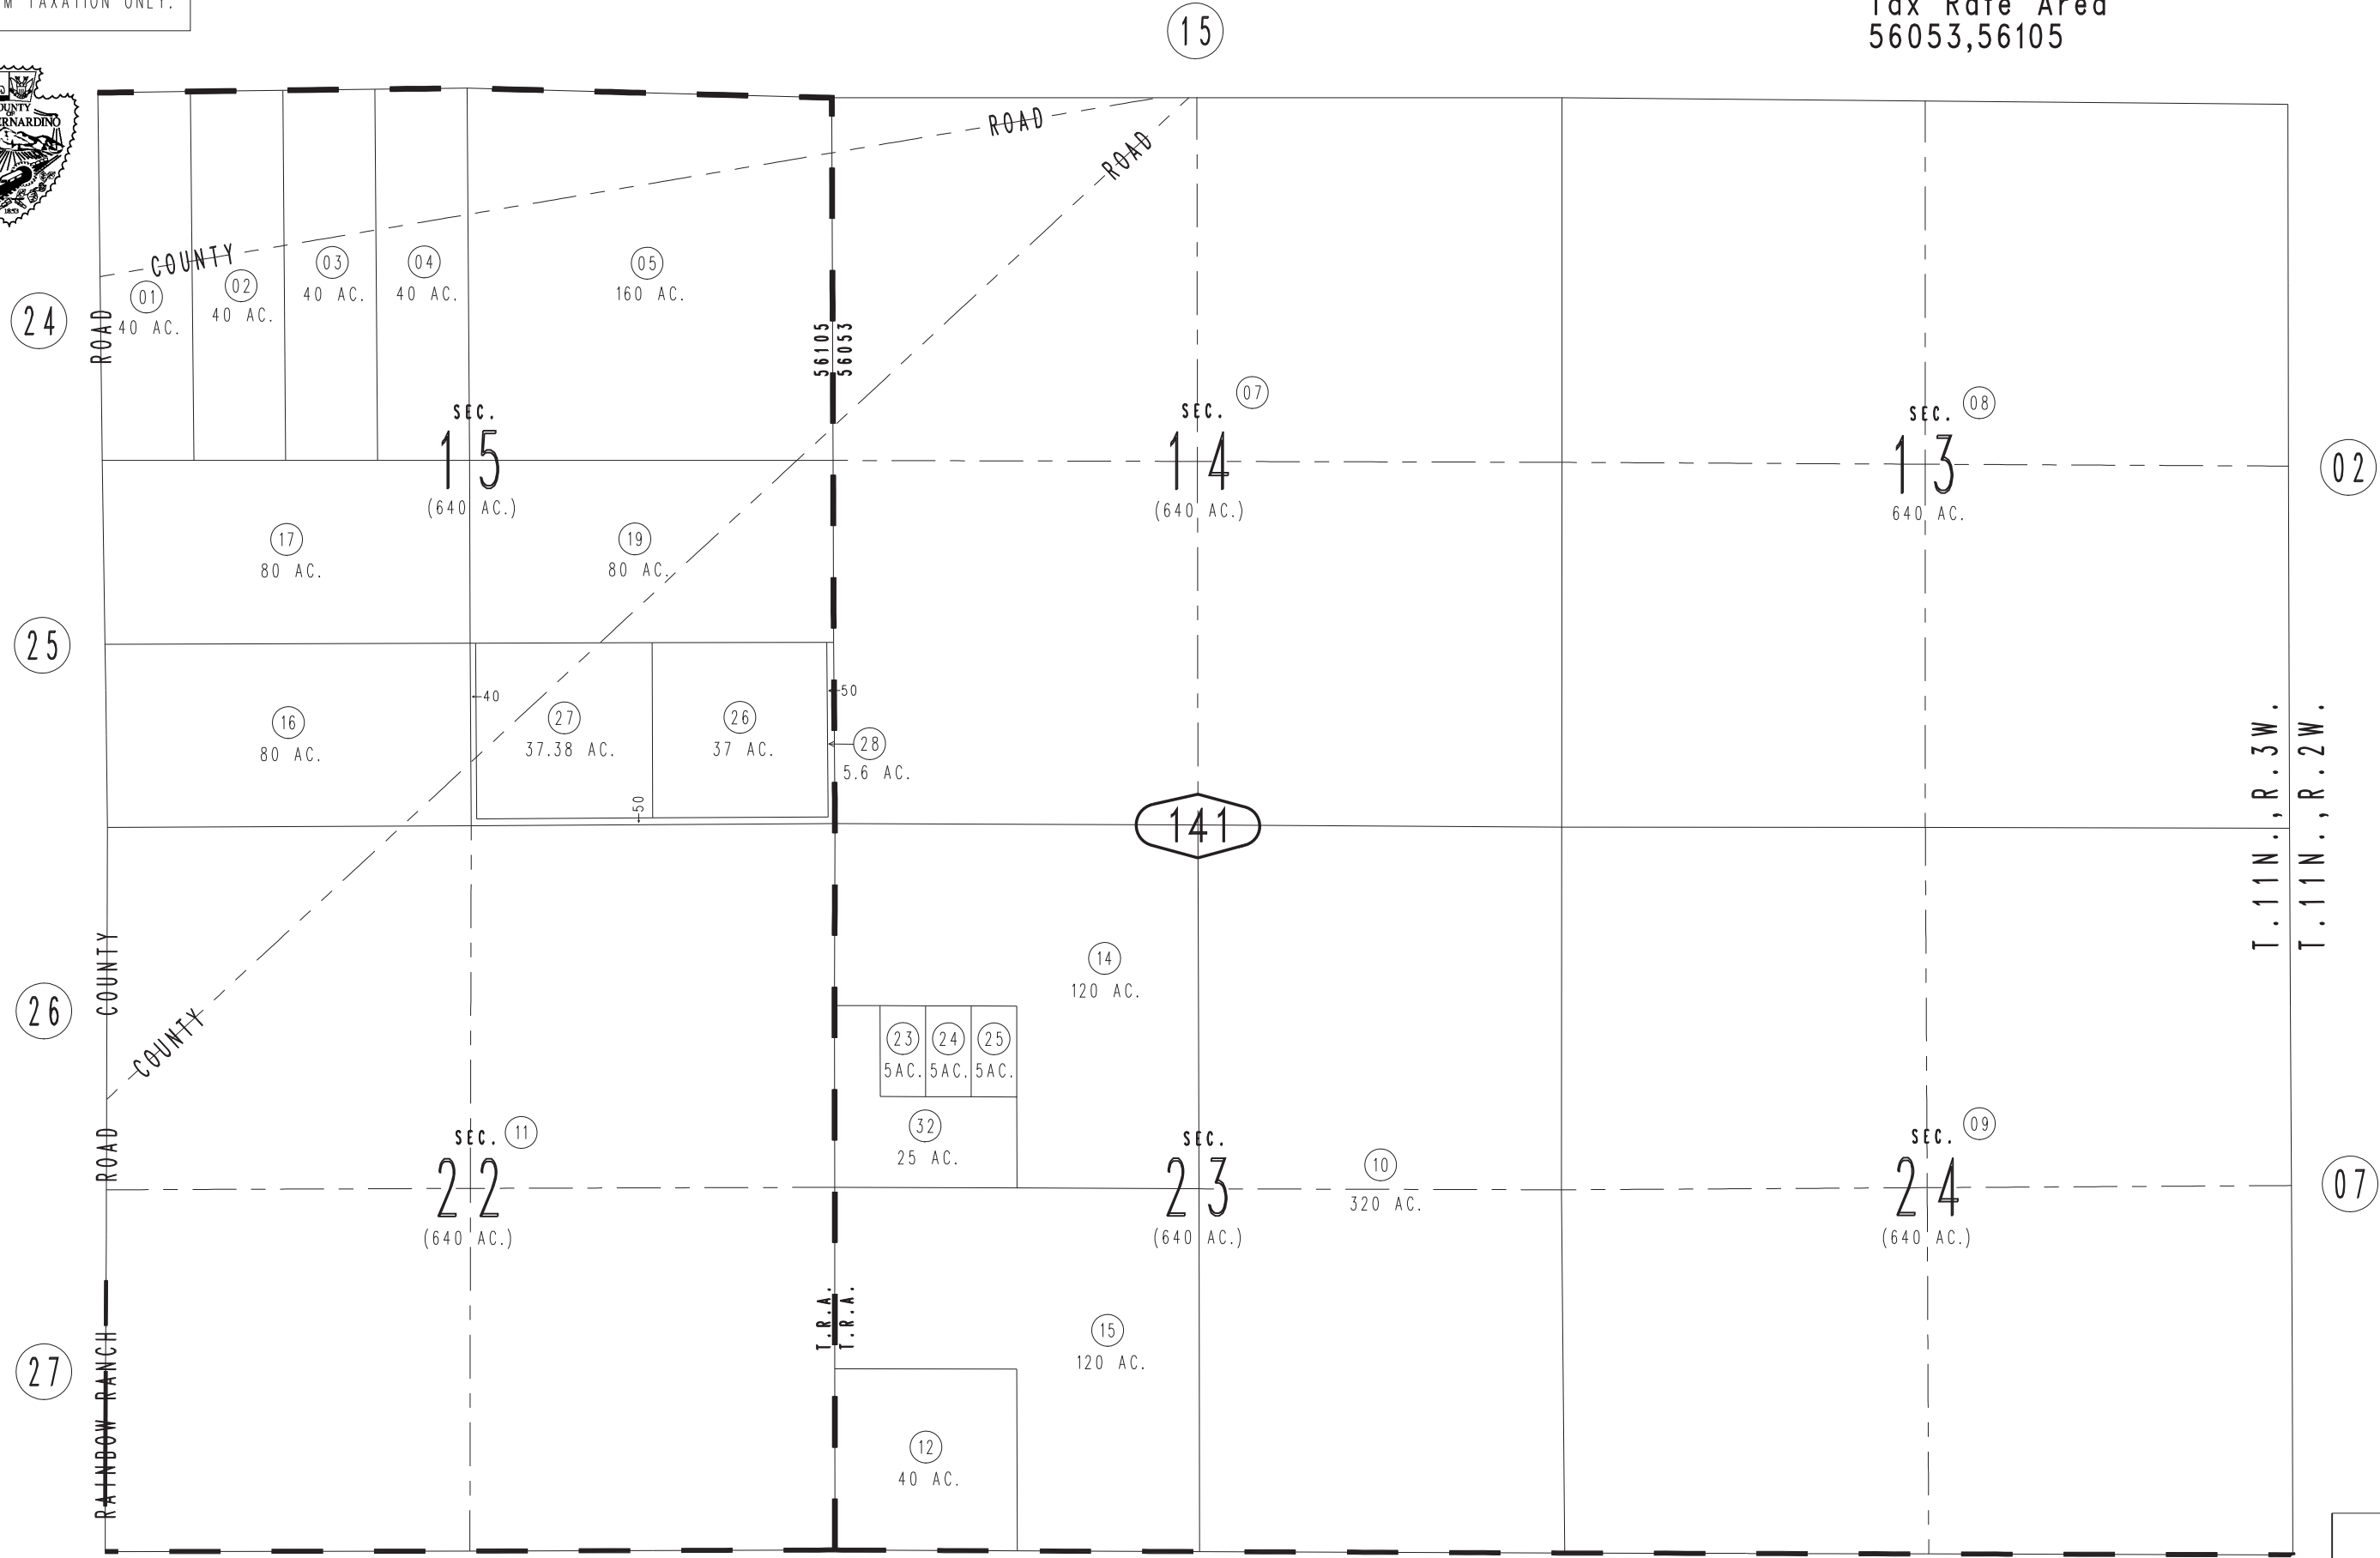 M TAXATION ONLY.
15
Tax Rate Area
56053,56105
COUNTY
OF
ERNARDINO
1853
ROAD
ROAD
COUNTY
01
40 AC.
02
40 AC.
03
40 AC.
04
40 AC.
05
160 AC.
24
ROAD
56105
56053
SEC.
15
(640 AC.)
SEC.
07
14
(640 AC.)
SEC.
08
13
640 AC.
02
17
80 AC.
19
80 AC.
25
16
80 AC.
40
27
37.38 AC.
50
26
37 AC.
50
28
5.6 AC.
141
T.11N.,R.3W.
T.11N.,R.2W.
14
120 AC.
26
COUNTY
COUNTY
23
5AC.
24
5AC.
25
5AC.
32
25 AC.
ROAD
SEC.
11
22
(640 AC.)
SEC.
23
(640 AC.)
10
320 AC.
SEC.
09
24
(640 AC.)
07
T.R.A.
T.R.A.
15
120 AC.
27
RAINBOW RANCH
12
40 AC.